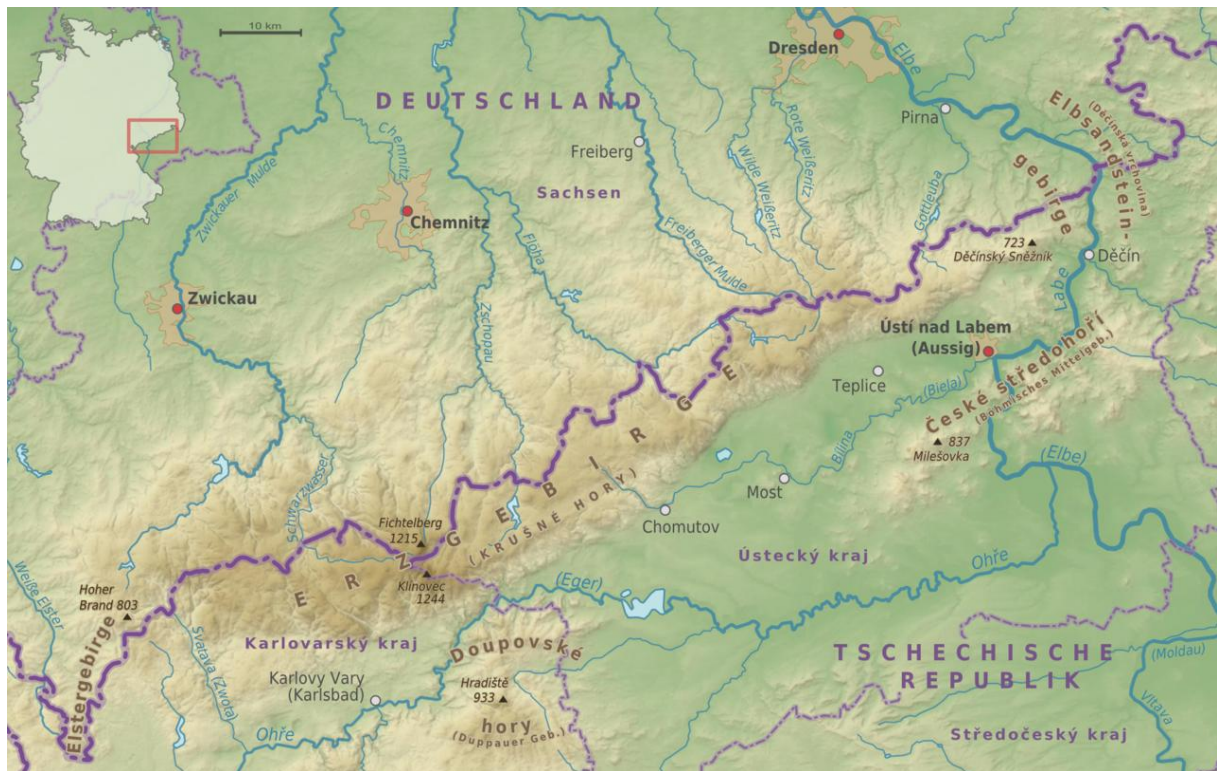 10 km
Dresden
Elbe
DEUTSCHLAND
Chemnitz
Freiberg
Pirna
Elbsandstein-
gebirge
(Děčínská vrchovina)
Zwickauer Mulde
Sachsen
Wilde Weißeritz
Rote Weißeritz
Gottleuba
Chemnitz
Floha
Freiberger Mulde
723
Děčínský Sněžník
Děčín
Labe
Zwickau
Zschopau
Ústí nad Labem
(Aussig)
České středohoří
(Böhmisches Mittelgeb.)
Teplice
(Biela)
Bílina
837
Milešovka
(Elbe)
ERZGEBIRGE
(KRUŠNÉ HORY)
Most
Chomutov
Schwarzwasser
Fichtelberg
1215
Klínovec
1244
Ústecký kraj
Ohře
(Eger)
Weiße Elster
Hoher
Brand 803
Elstergebirge
Svatava (Zwota)
Karlovarský kraj
Doupovské
hory
(Duppauer Geb.)
Karlovy Vary
(Karlsbad)
Hradiště
933
Ohře
TSCHECHISCHE
REPUBLIK
(Moldau)
Vltava
Středočeský kraj